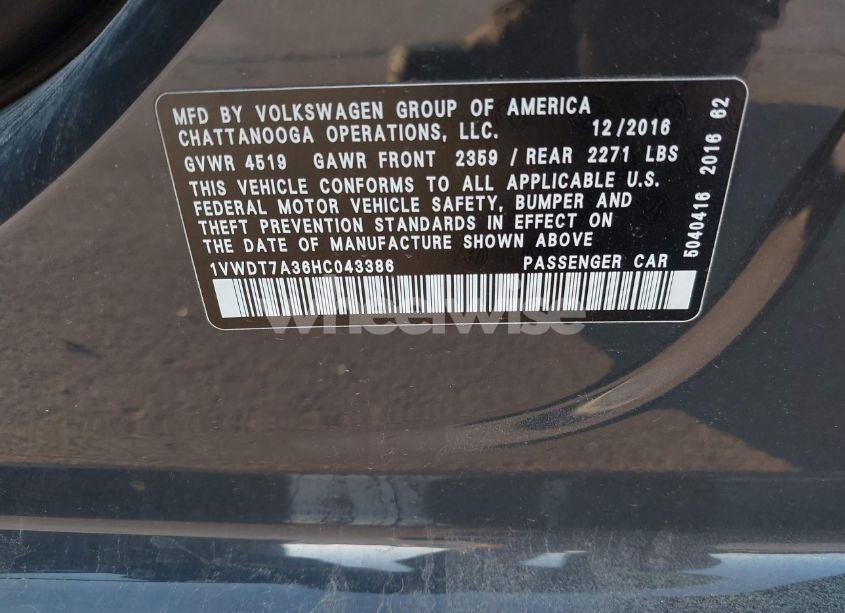 MFD BY VOLKSWAGEN GROUP OF AMERICA
CHATTANOOGA OPERATIONS, LLC. 12/2016
GVWR 4519 GAWR FRONT 2359 / REAR 2271 LBS
THIS VEHICLE CONFORMS TO ALL APPLICABLE U.S.
FEDERAL MOTOR VEHICLE SAFETY, BUMPER AND
THEFT PREVENTION STANDARDS IN EFFECT ON
THE DATE OF MANUFACTURE SHOWN ABOVE
1VWDT7A36HC043386 PASSENGER CAR
5040416 2016 62
wheelwise